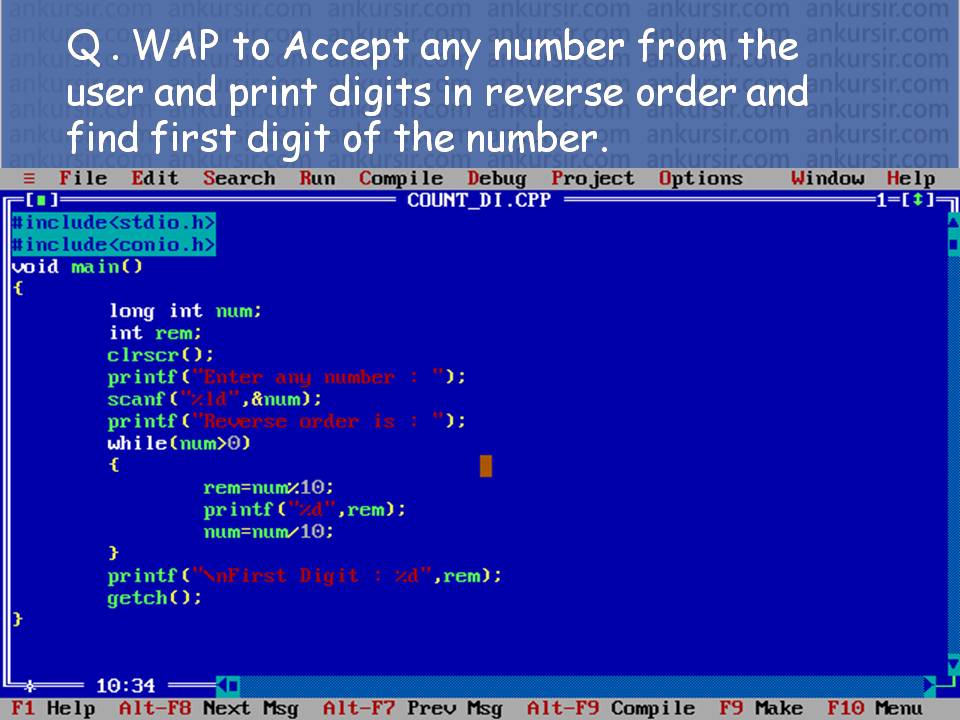 Q . WAP to Accept any number from the
user and print digits in reverse order and
find first digit of the number.
≡ File Edit Search Run Compile Debug Project Options Window Help
[■] COUNT_DI.CPP 1=[↕]
#include<stdio.h>
#include<conio.h>
void main()
{
long int num;
int rem;
clrscr();
printf("Enter any number : ");
scanf("%ld",&num);
printf("Reverse order is : ");
while(num>0)
{
rem=num%10;
printf("%d",rem);
num=num/10;
}
printf("\nFirst Digit : %d",rem);
getch();
}
10:34
F1 Help Alt-F8 Next Msg Alt-F7 Prev Msg Alt-F9 Compile F9 Make F10 Menu